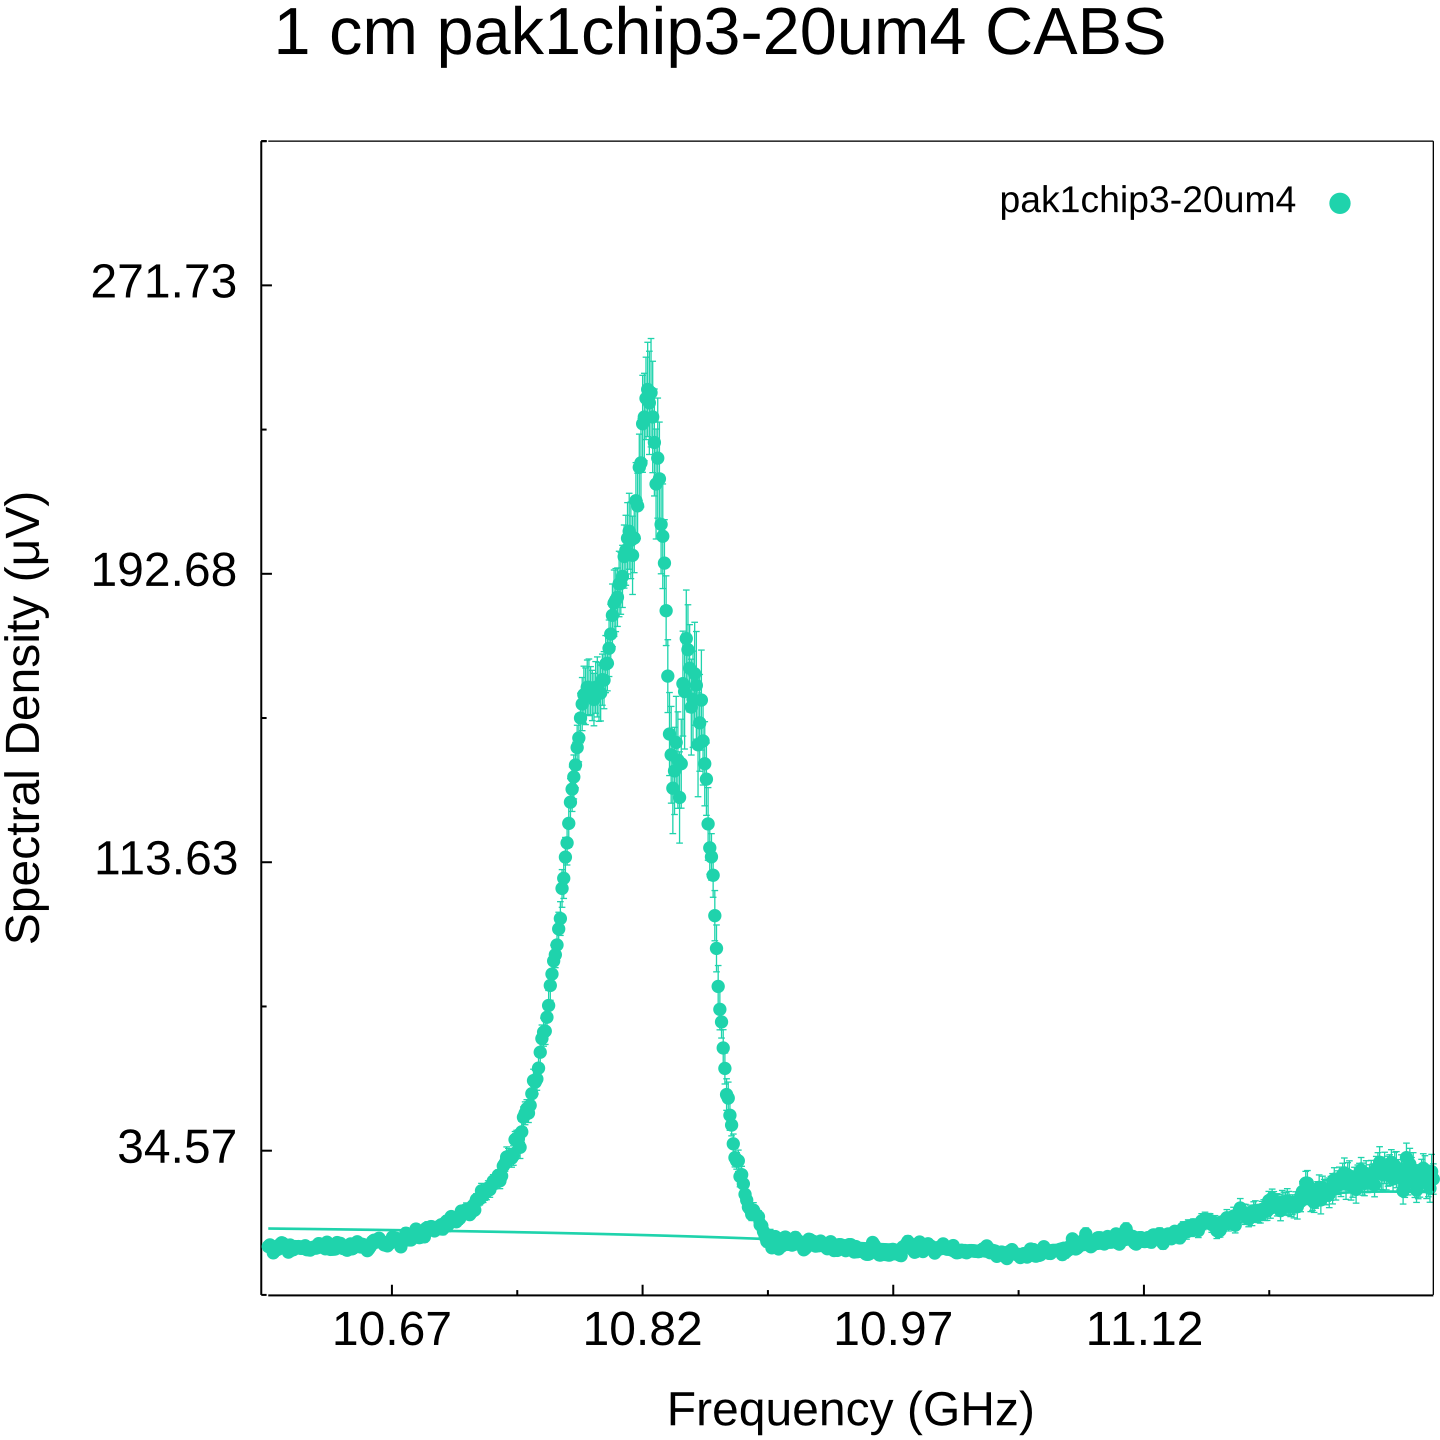 1 cm pak1chip3-20um4 CABS
pak1chip3-20um4
271.73
192.68
113.63
34.57
Spectral Density (μV)
10.67 10.82 10.97 11.12
Frequency (GHz)